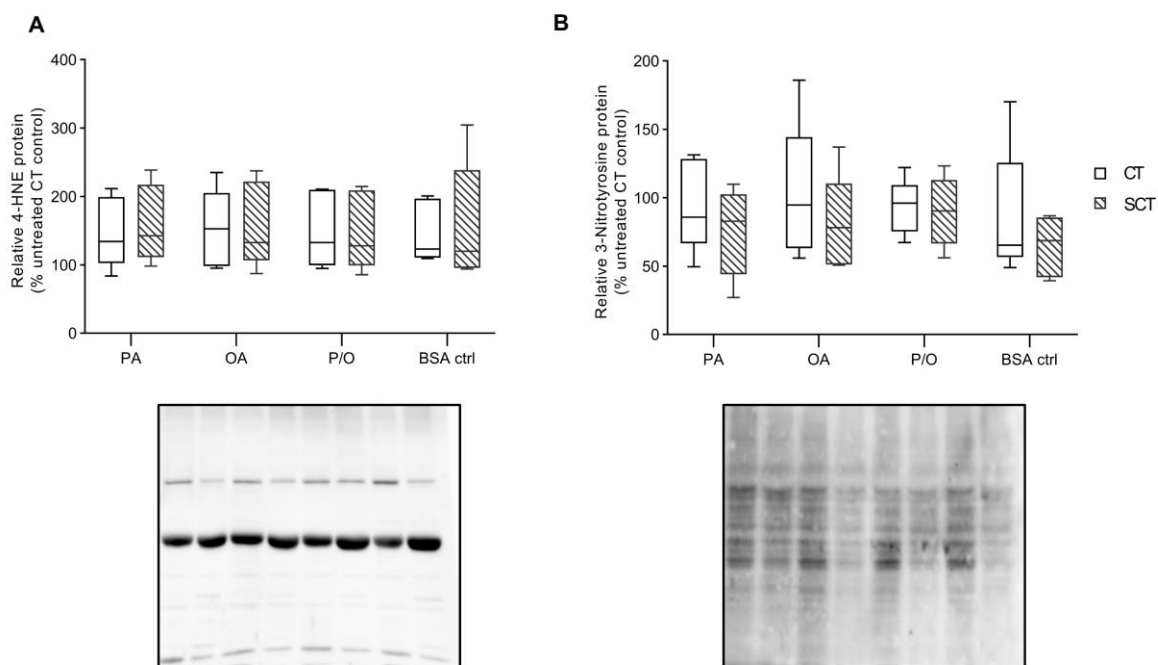 A
Relative 4-HNE protein
(% untreated CT control)
400
300
200
100
0
PA
OA
P/O
BSA ctrl
B
Relative 3-Nitrotyrosine protein
(% untreated CT control)
200
150
100
50
0
PA
OA
P/O
BSA ctrl
CT
SCT